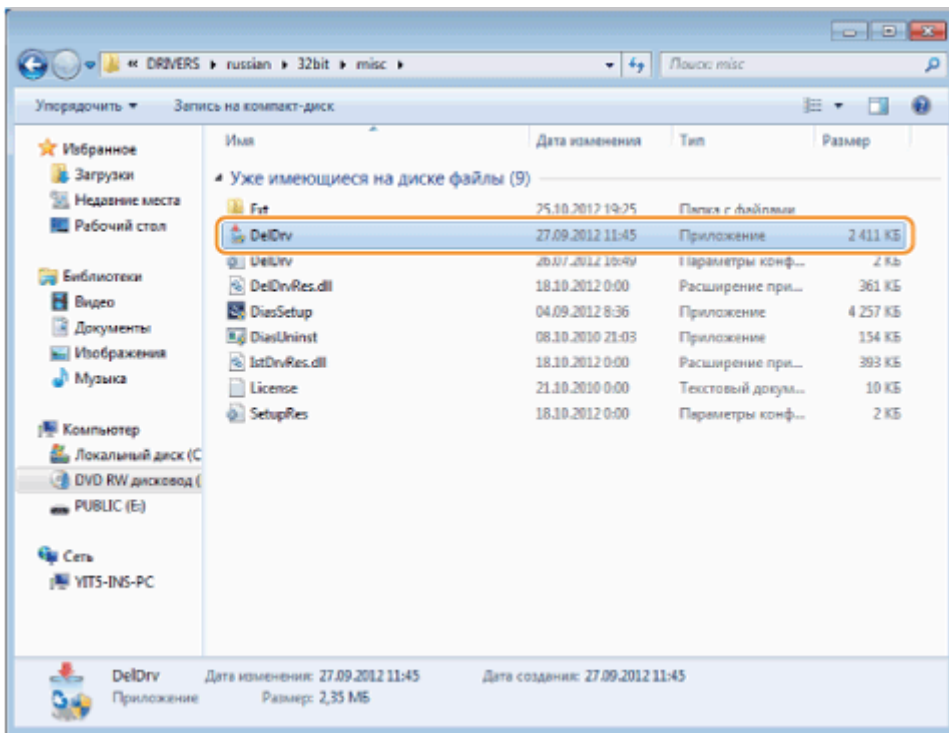 « DRIVERS ▸ russian ▸ 32bit ▸ misc ▸ Поиск: misc
Упорядочить Запись на компакт-диск
Имя Дата изменения Тип Размер
Избранное
Загрузки
Недавние места
Рабочий стол
Библиотеки
Видео
Документы
Изображения
Музыка
Компьютер
Локальный диск (C
DVD RW дисковод (
PUBLIC (E:)
Сеть
YIT5-INS-PC
Уже имеющиеся на диске файлы (9)
Ext 25.10.2012 19:25 Папка с файлами
DelDrv 27.09.2012 11:45 Приложение 2 411 КБ
DelDrv 26.07.2012 16:49 Параметры конф... 2 КБ
DelDrvRes.dll 18.10.2012 0:00 Расширение при... 361 КБ
DiasSetup 04.09.2012 8:36 Приложение 4 257 КБ
DiasUninst 08.10.2010 21:03 Приложение 154 КБ
IstDrvRes.dll 18.10.2012 0:00 Расширение при... 393 КБ
License 21.10.2010 0:00 Текстовый докум... 10 КБ
SetupRes 18.10.2012 0:00 Параметры конф... 2 КБ
DelDrv Дата изменения: 27.09.2012 11:45 Дата создания: 27.09.2012 11:45
Приложение Размер: 2,35 МБ